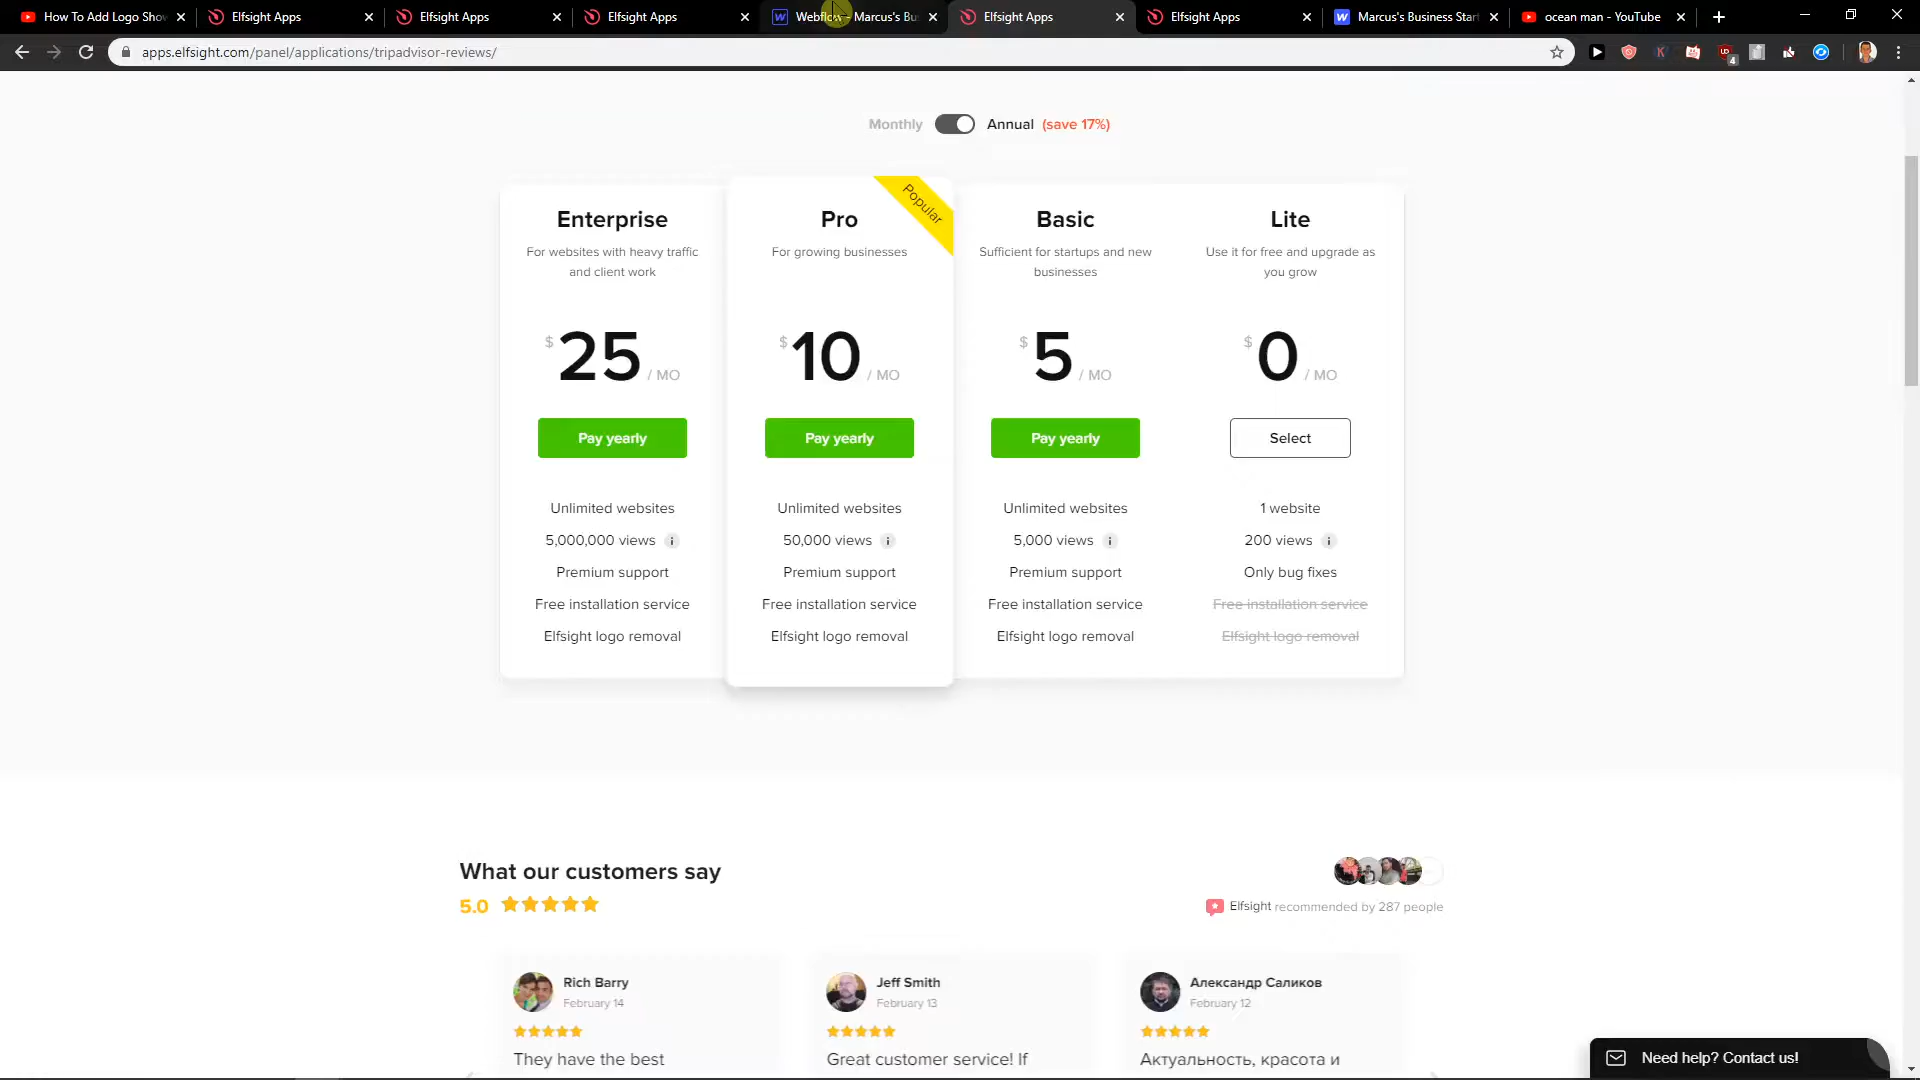 How To Add Logo Show
Elfsight Apps
Elfsight Apps
Elfsight Apps
Webflow - Marcus's Bu
Elfsight Apps
Elfsight Apps
Marcus's Business Start
ocean man - YouTube
apps.elfsight.com/panel/applications/tripadvisor-reviews/
4
Monthly
Annual (save 17%)
Popular
Enterprise
For websites with heavy traffic
and client work
$ 25 / MO
Pay yearly
Unlimited websites
5,000,000 views i
Premium support
Free installation service
Elfsight logo removal
Pro
For growing businesses
$ 10 / MO
Pay yearly
Unlimited websites
50,000 views i
Premium support
Free installation service
Elfsight logo removal
Basic
Sufficient for startups and new
businesses
$ 5 / MO
Pay yearly
Unlimited websites
5,000 views i
Premium support
Free installation service
Elfsight logo removal
Lite
Use it for free and upgrade as
you grow
$ 0 / MO
Select
1 website
200 views i
Only bug fixes
Free installation service
Elfsight logo removal
What our customers say
5.0
Elfsight recommended by 287 people
Rich Barry
February 14
They have the best
Jeff Smith
February 13
Great customer service! If
Александр Саликов
February 12
Актуальность, красота и
Need help? Contact us!